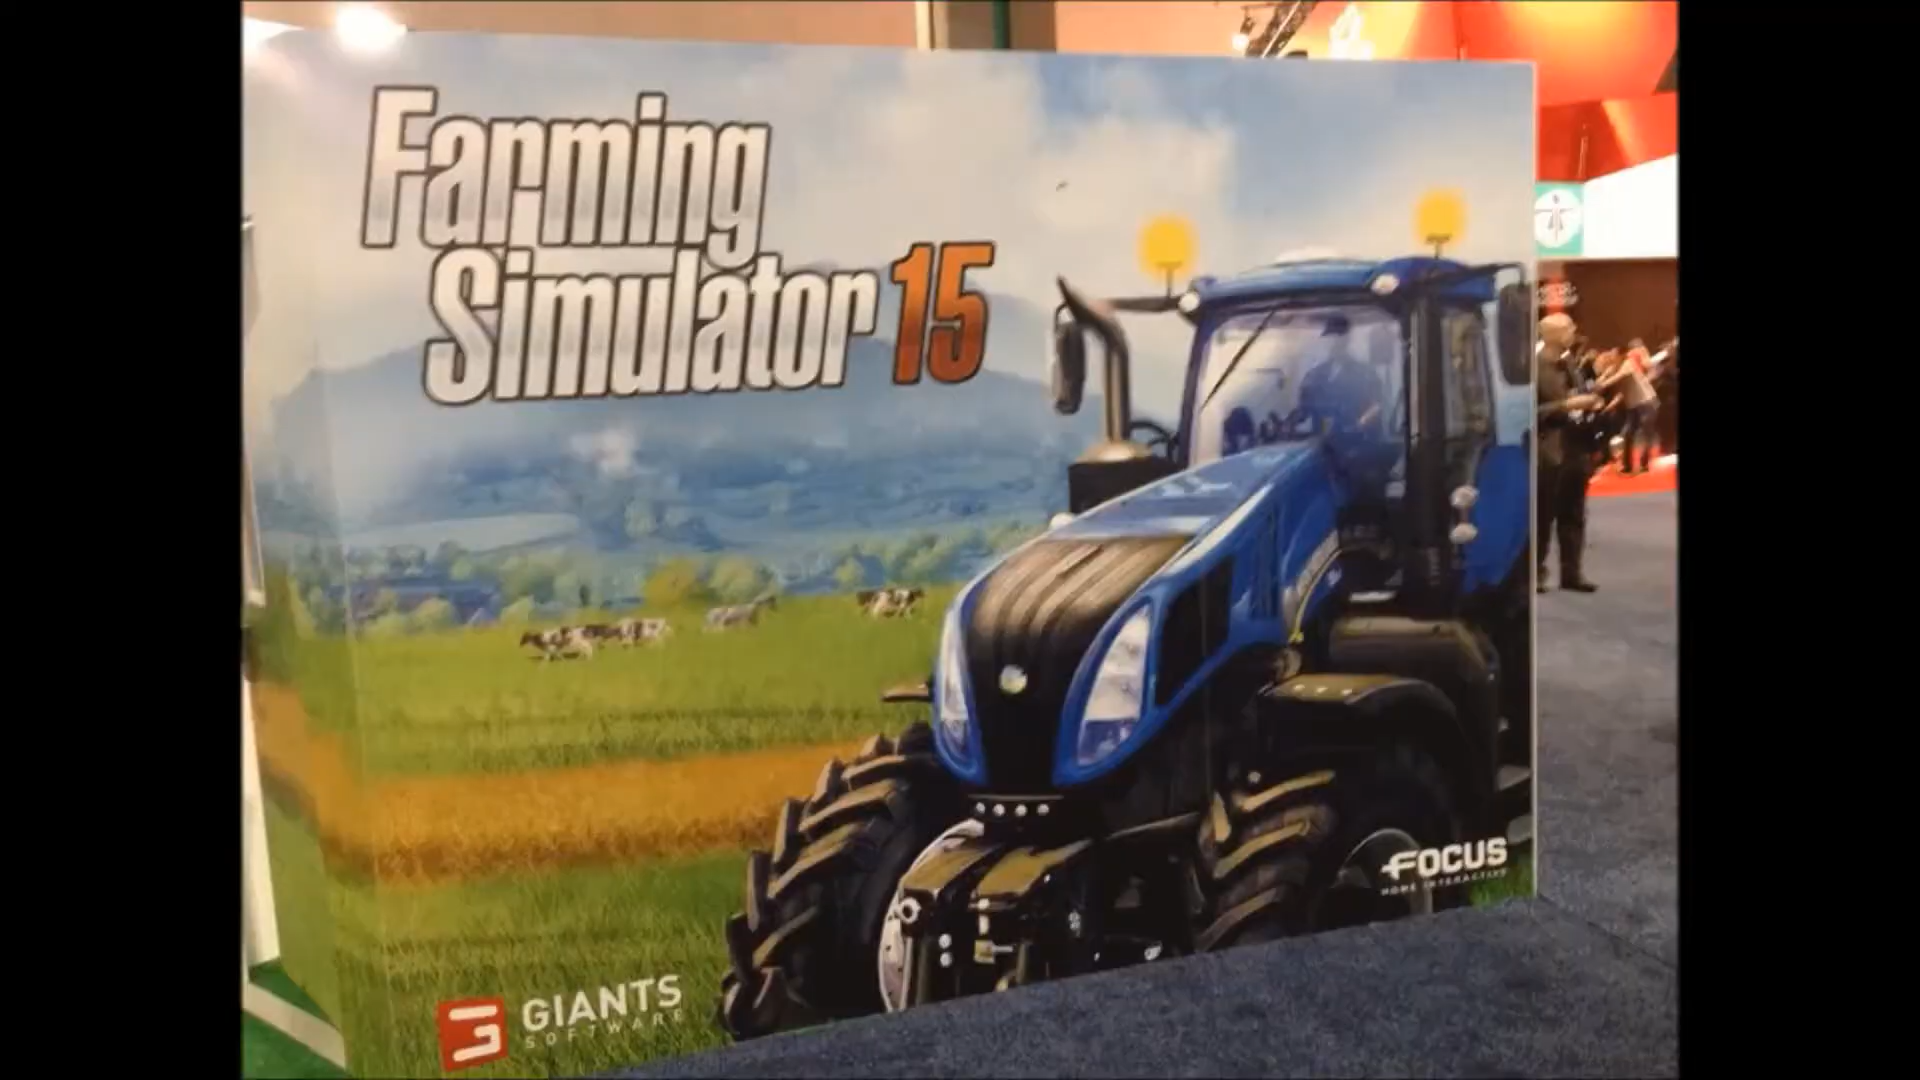 Farming
Simulator 15
FOCUS
HOME INTERACTIVE
GIANTS
SOFTWARE